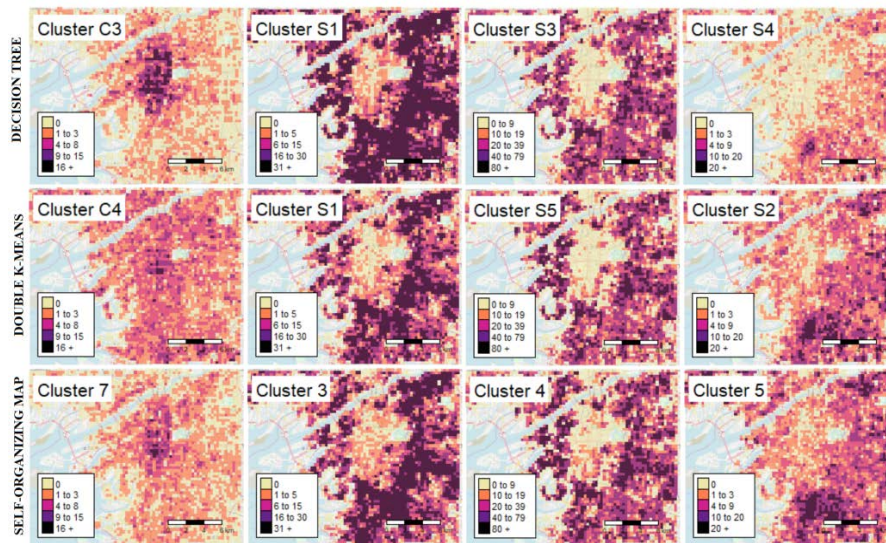 DECISION TREE
Cluster C3
0
1 to 3
4 to 8
9 to 15
16 +
Cluster S1
0
1 to 5
6 to 15
16 to 30
31 +
Cluster S3
0 to 9
10 to 19
20 to 39
40 to 79
80 +
Cluster S4
0
1 to 3
4 to 9
10 to 20
20 +
DOUBLE K-MEANS
Cluster C4
0
1 to 3
4 to 8
9 to 15
16 +
Cluster S1
0
1 to 5
6 to 15
16 to 30
31 +
Cluster S5
0 to 9
10 to 19
20 to 39
40 to 79
80 +
Cluster S2
0
1 to 3
4 to 9
10 to 20
20 +
SELF-ORGANIZING MAP
Cluster 7
0
1 to 3
4 to 8
9 to 15
16 +
Cluster 3
0
1 to 5
6 to 15
16 to 30
31 +
Cluster 4
0 to 9
10 to 19
20 to 39
40 to 79
80 +
Cluster 5
0
1 to 3
4 to 9
10 to 20
20 +